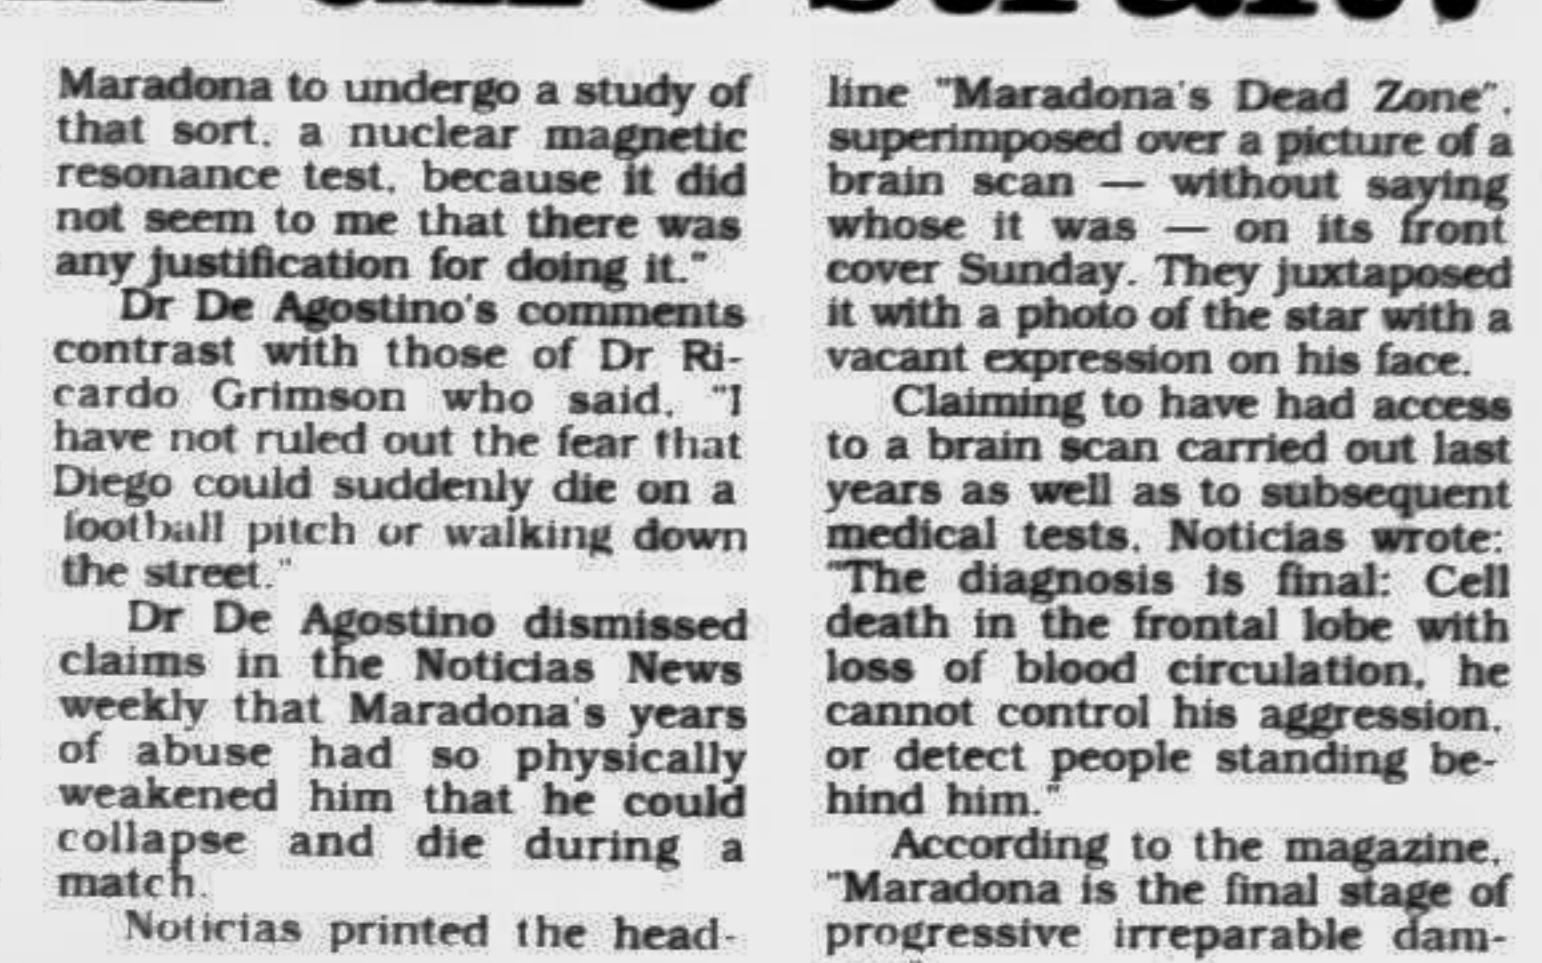 Maradona to undergo a study of
that sort, a nuclear magnetic
resonance test, because it did
not seem to me that there was
any justification for doing it."
Dr De Agostino's comments
contrast with those of Dr Ri-
cardo Grimson who said, "I
have not ruled out the fear that
Diego could suddenly die on a
football pitch or walking down
the street."
Dr De Agostino dismissed
claims in the Noticias News
weekly that Maradona's years
of abuse had so physically
weakened him that he could
collapse and die during a
match.
Noticias printed the head-
line "Maradona's Dead Zone",
superimposed over a picture of a
brain scan — without saying
whose it was — on its front
cover Sunday. They juxtaposed
it with a photo of the star with a
vacant expression on his face.
Claiming to have had access
to a brain scan carried out last
years as well as to subsequent
medical tests, Noticias wrote:
"The diagnosis is final: Cell
death in the frontal lobe with
loss of blood circulation, he
cannot control his aggression,
or detect people standing be-
hind him."
According to the magazine,
"Maradona is the final stage of
progressive irreparable dam-